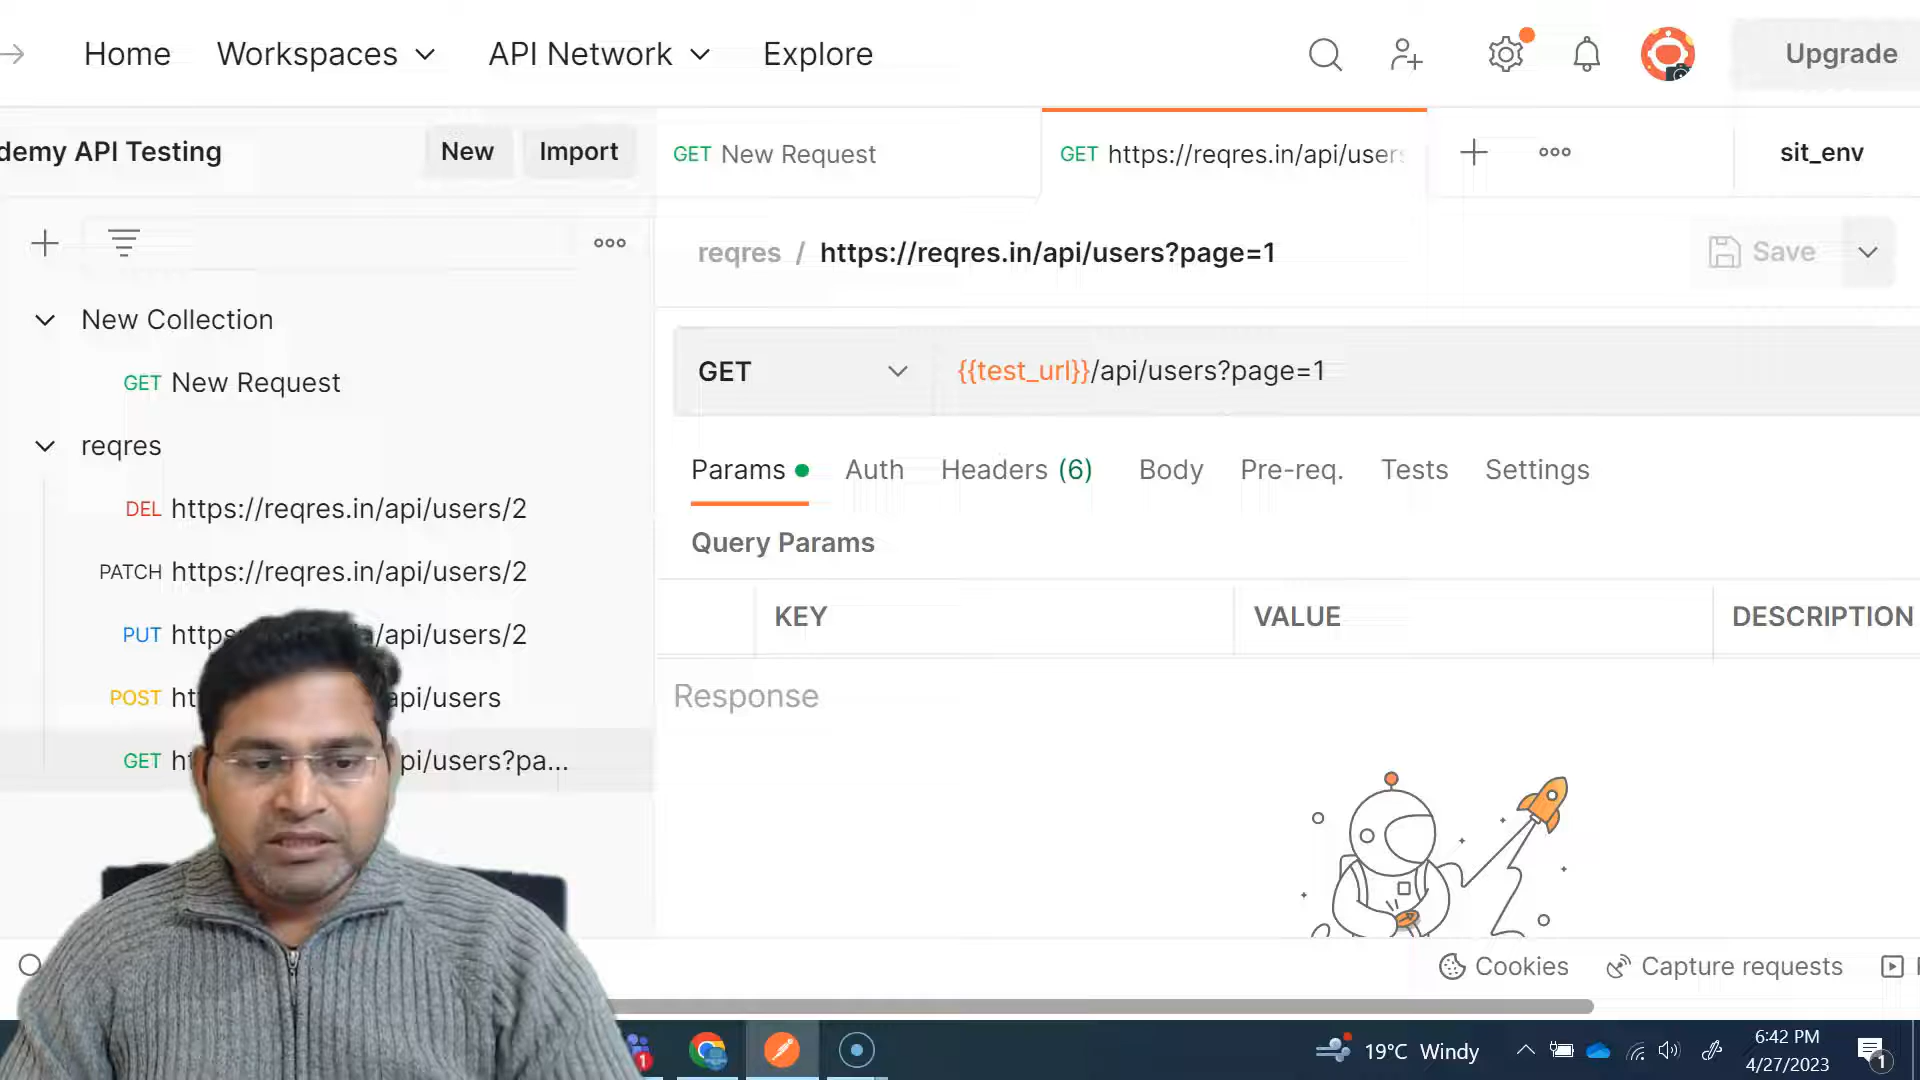 Home Workspaces API Network Explore Upgrade
demy API Testing New Import GET New Request GET https://reqres.in/api/users sit_env
reqres / https://reqres.in/api/users?page=1 Save
New Collection
GET New Request
GET {{test_url}}/api/users?page=1
reqres
Params Auth Headers (6) Body Pre-req. Tests Settings
DEL https://reqres.in/api/users/2
Query Params
PATCH https://reqres.in/api/users/2
KEY VALUE DESCRIPTION
PUT https /api/users/2
Response
POST ht api/users
GET ht pi/users?pa...
Cookies Capture requests
1
19°C Windy
6:42 PM
4/27/2023
1